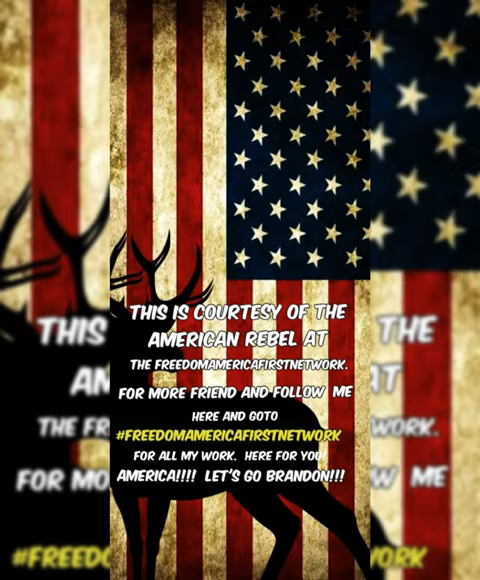 THIS IS COURTESY OF THE
AMERICAN REBEL AT
THE FREEDOMAMERICAFIRSTNETWORK.
FOR MORE FRIEND AND FOLLOW ME
HERE AND GOTO
#FREEDOMAMERICAFIRSTNETWORK
FOR ALL MY WORK. HERE FOR YOU
AMERICA!!!! LET'S GO BRANDON!!!